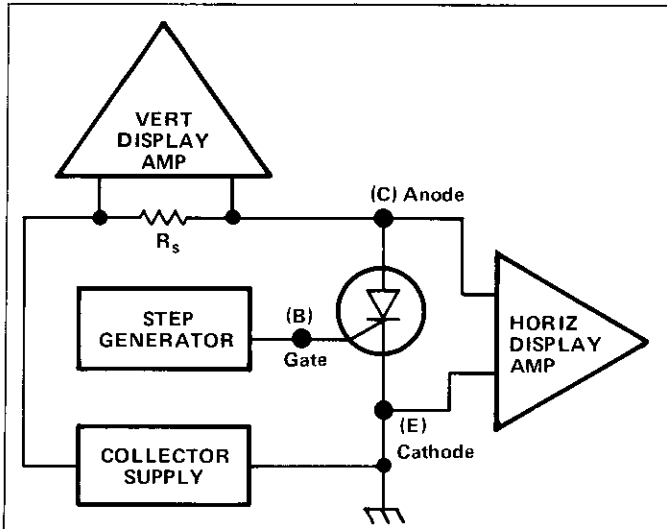 VERT
DISPLAY
AMP
Rs
(C) Anode
STEP
GENERATOR
(B)
Gate
HORIZ
DISPLAY
AMP
(E)
Cathode
COLLECTOR
SUPPLY